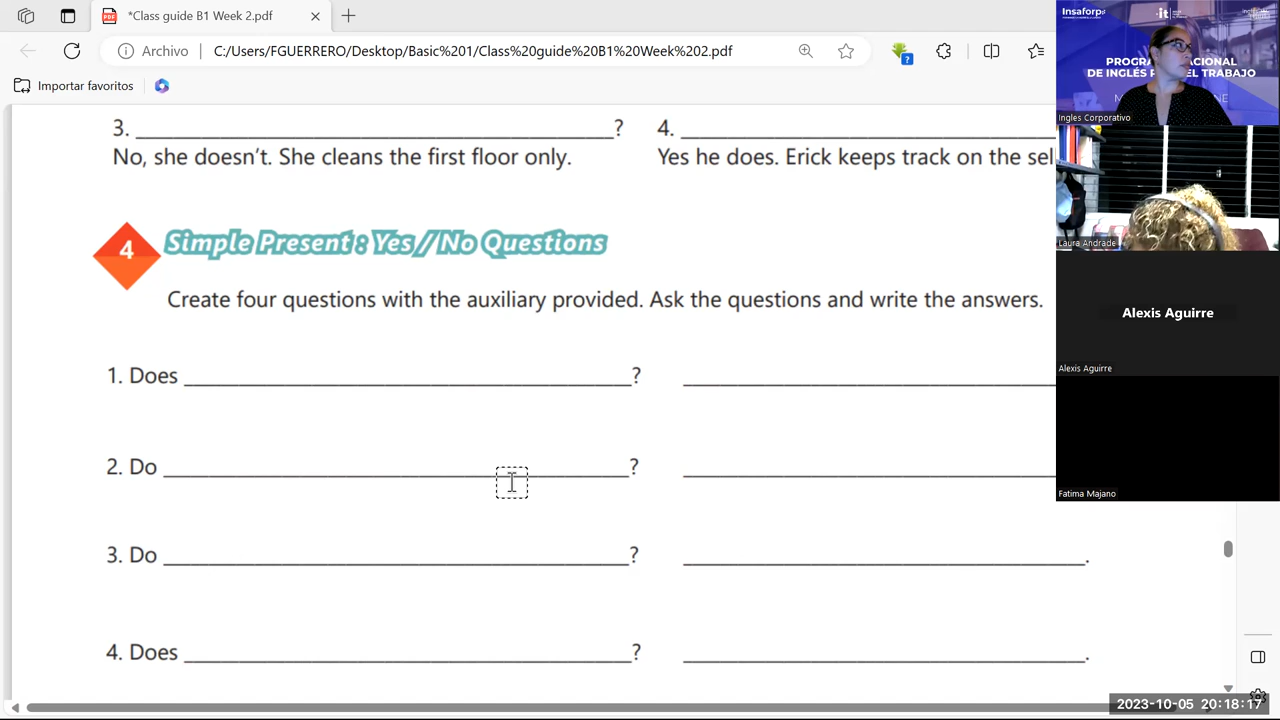 *Class guide B1 Week 2.pdf
Archivo
C:/Users/FGUERRERO/Desktop/Basic%201/Class%20guide%20B1%20Week%202.pdf
Importar favoritos
3. ?
4.
No, she doesn't. She cleans the first floor only.
Yes he does. Erick keeps track on the sel
4
Simple Present : Yes//No Questions
Create four questions with the auxiliary provided. Ask the questions and write the answers.
1. Does ?
2. Do ?
3. Do ? .
4. Does ? .
Insaforp
Ingles Corporativo
Laura Andrade
Alexis Aguirre
Alexis Aguirre
Fatima Majano
2023-10-05 20:18:17